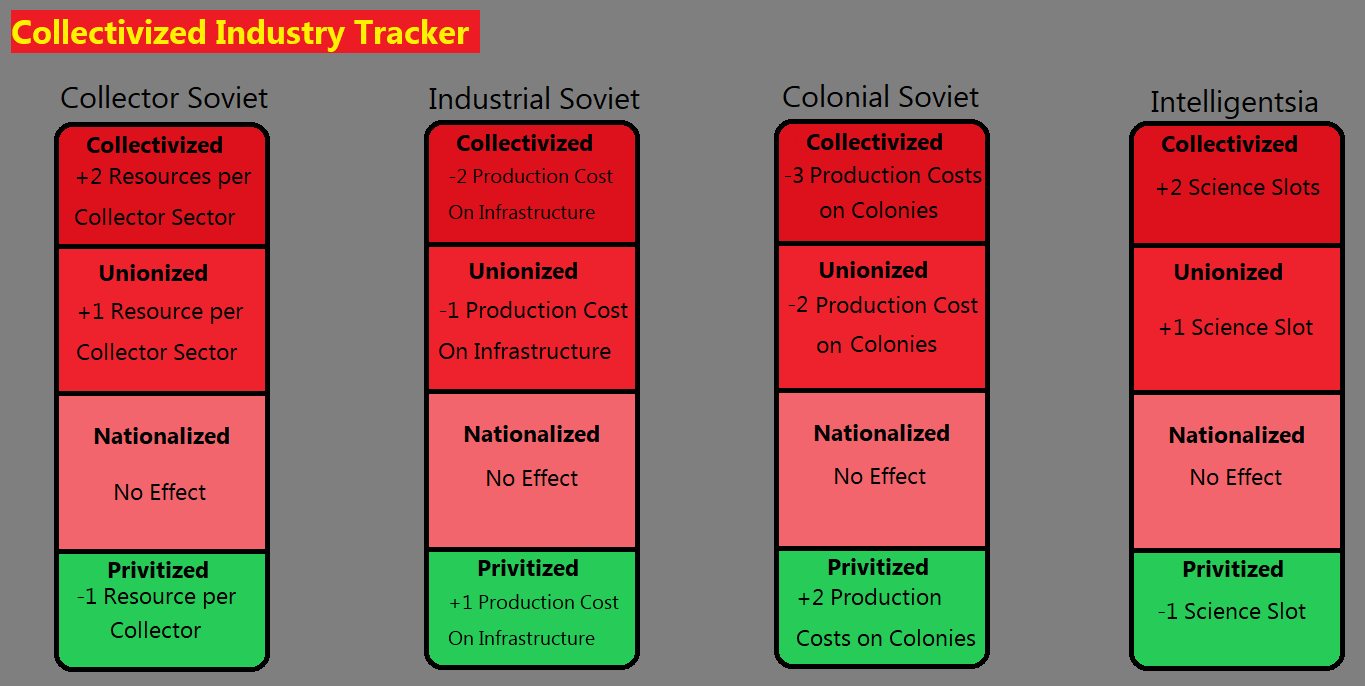 Collectivized Industry Tracker
Collector Soviet
Collectivized
+2 Resources per
Collector Sector
Unionized
+1 Resource per
Collector Sector
Nationalized
No Effect
Privitized
-1 Resource per
Collector
Industrial Soviet
Collectivized
-2 Production Cost
On Infrastructure
Unionized
-1 Production Cost
On Infrastructure
Nationalized
No Effect
Privitized
+1 Production Cost
On Infrastructure
Colonial Soviet
Collectivized
-3 Production Costs
on Colonies
Unionized
-2 Production Cost
on Colonies
Nationalized
No Effect
Privitized
+2 Production
Costs on Colonies
Intelligentsia
Collectivized
+2 Science Slots
Unionized
+1 Science Slot
Nationalized
No Effect
Privitized
-1 Science Slot